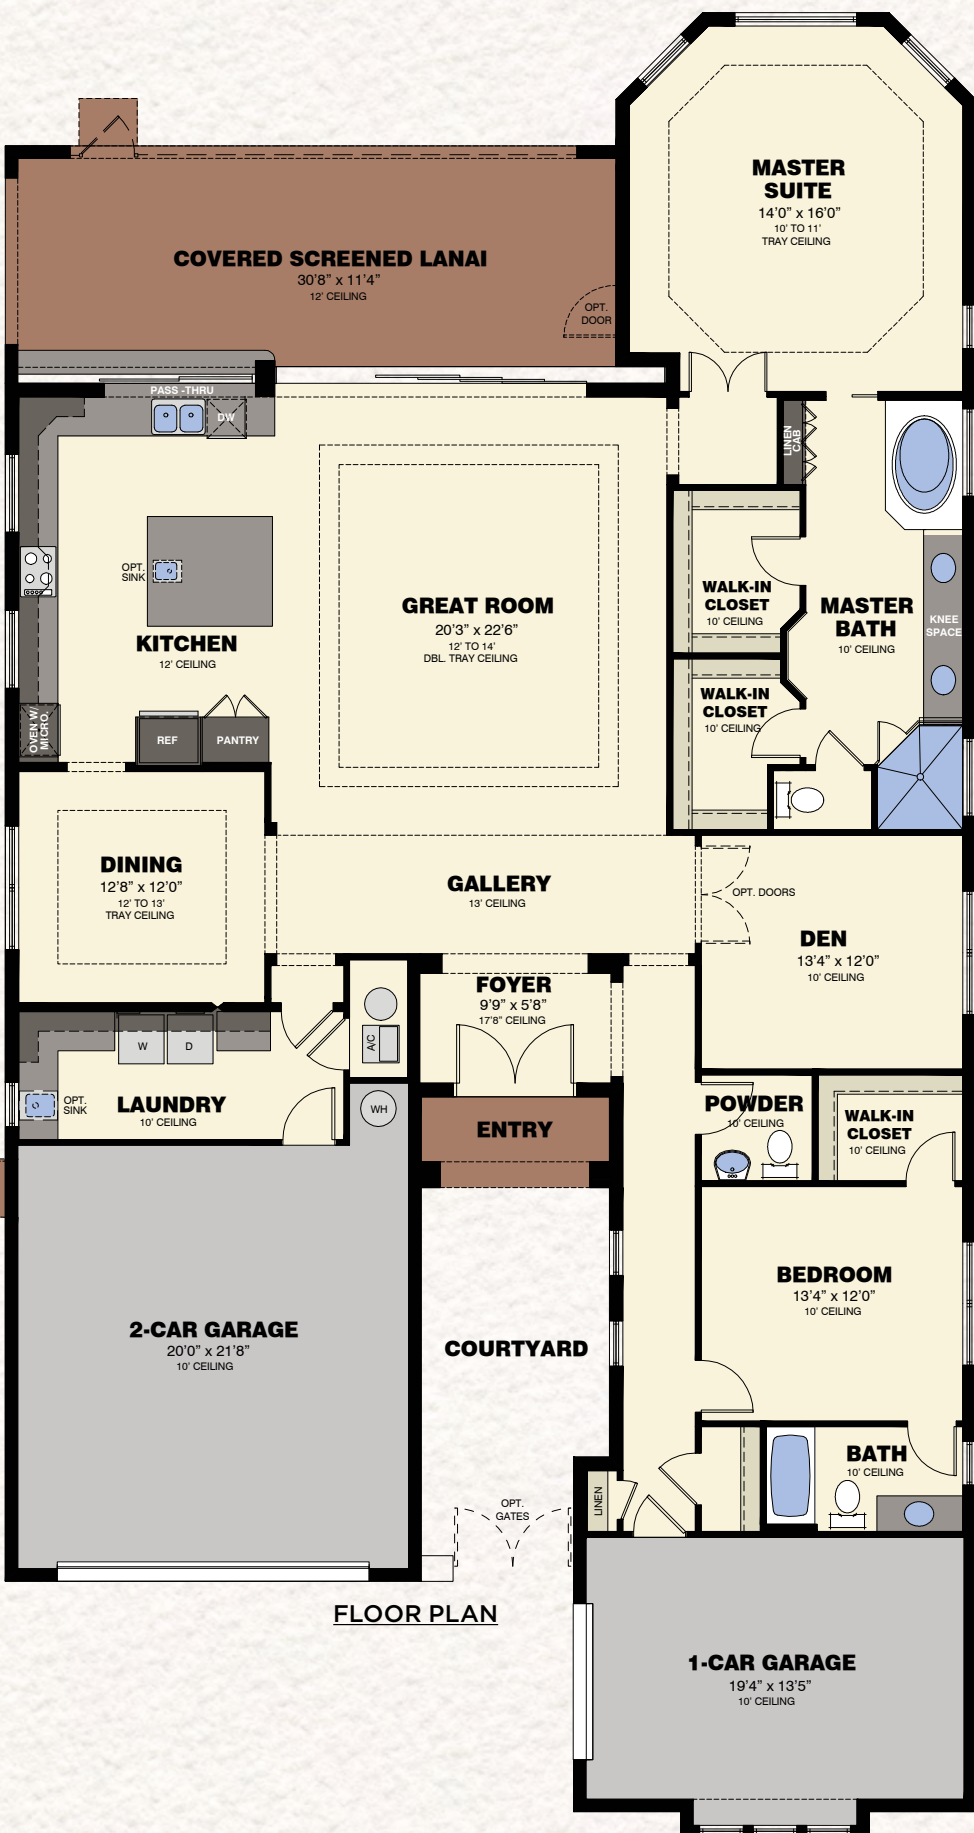 MASTER
SUITE
14'0" x 16'0"
10' TO 11'
TRAY CEILING
COVERED SCREENED LANAI
30'8" x 11'4"
12' CEILING
OPT.
DOOR
PASS -THRU
DW
LINEN
CAB
OPT.
SINK
KITCHEN
12' CEILING
GREAT ROOM
20'3" x 22'6"
12' TO 14'
DBL. TRAY CEILING
WALK-IN
CLOSET
10' CEILING
MASTER
BATH
10' CEILING
KNEE
SPACE
WALK-IN
CLOSET
10' CEILING
OVEN W/
MICRO.
REF
PANTRY
DINING
12'8" x 12'0"
12' TO 13'
TRAY CEILING
GALLERY
13' CEILING
OPT. DOORS
DEN
13'4" x 12'0"
10' CEILING
FOYER
9'9" x 5'8"
17'8" CEILING
A/C
W
D
OPT.
SINK
LAUNDRY
10' CEILING
WH
ENTRY
POWDER
10' CEILING
WALK-IN
CLOSET
10' CEILING
BEDROOM
13'4" x 12'0"
10' CEILING
2-CAR GARAGE
20'0" x 21'8"
10' CEILING
COURTYARD
BATH
10' CEILING
LINEN
OPT.
GATES
FLOOR PLAN
1-CAR GARAGE
19'4" x 13'5"
10' CEILING